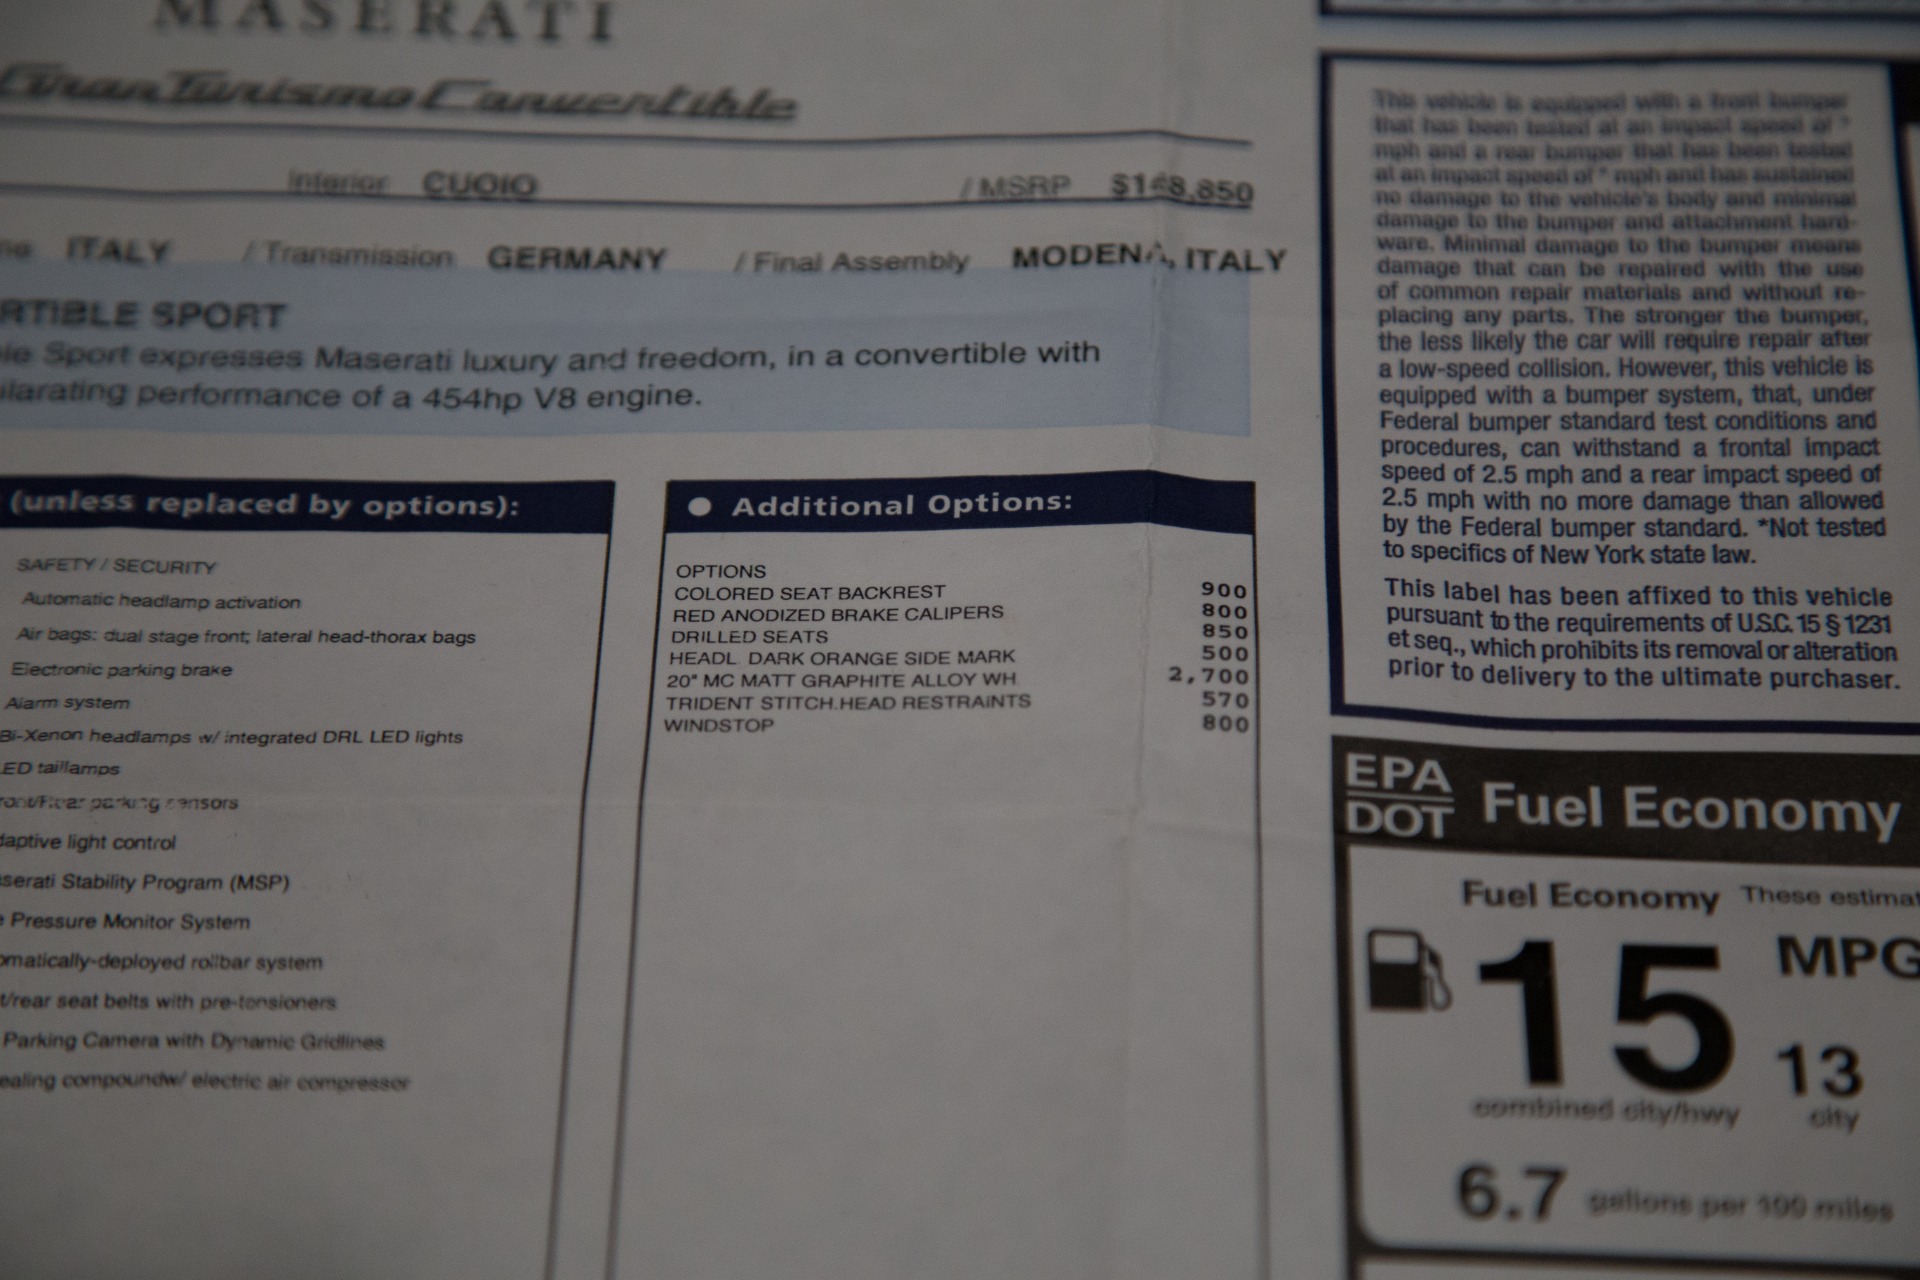 MASERATI
GranTurismo Convertible
Interior CUOIO / MSRP $148,850
ITALY / Transmission GERMANY / Final Assembly MODENA, ITALY
RTIBLE SPORT
Sport expresses Maserati luxury and freedom, in a convertible with
ilarating performance of a 454hp V8 engine.
(unless replaced by options):
SAFETY / SECURITY
Automatic headlamp activation
Air bags: dual stage front; lateral head-thorax bags
Electronic parking brake
Alarm system
Bi-Xenon headlamps w/ integrated DRL LED lights
ED taillamps
ront/Rear parking sensors
daptive light control
serati Stability Program (MSP)
e Pressure Monitor System
omatically-deployed rollbar system
t/rear seat belts with pre-tensioners
Parking Camera with Dynamic Gridlines
ealing compoundw/ electric air compressor
● Additional Options:
OPTIONS
COLORED SEAT BACKREST 900
RED ANODIZED BRAKE CALIPERS 800
DRILLED SEATS 850
HEADL. DARK ORANGE SIDE MARK 500
20" MC MATT GRAPHITE ALLOY WH 2,700
TRIDENT STITCH.HEAD RESTRAINTS 570
WINDSTOP 800
This vehicle is equipped with a front bumper
that has been tested at an impact speed of *
mph and a rear bumper that has been tested
at an impact speed of * mph and has sustained
no damage to the vehicle's body and minimal
damage to the bumper and attachment hard-
ware. Minimal damage to the bumper means
damage that can be repaired with the use
of common repair materials and without re-
placing any parts. The stronger the bumper,
the less likely the car will require repair after
a low-speed collision. However, this vehicle is
equipped with a bumper system, that, under
Federal bumper standard test conditions and
procedures, can withstand a frontal impact
speed of 2.5 mph and a rear impact speed of
2.5 mph with no more damage than allowed
by the Federal bumper standard. *Not tested
to specifics of New York state law.
This label has been affixed to this vehicle
pursuant to the requirements of U.S.C. 15 § 1231
et seq., which prohibits its removal or alteration
prior to delivery to the ultimate purchaser.
EPA
DOT Fuel Economy
Fuel Economy These estimat
15 MPG
13
combined city/hwy city
6.7 gallons per 100 miles